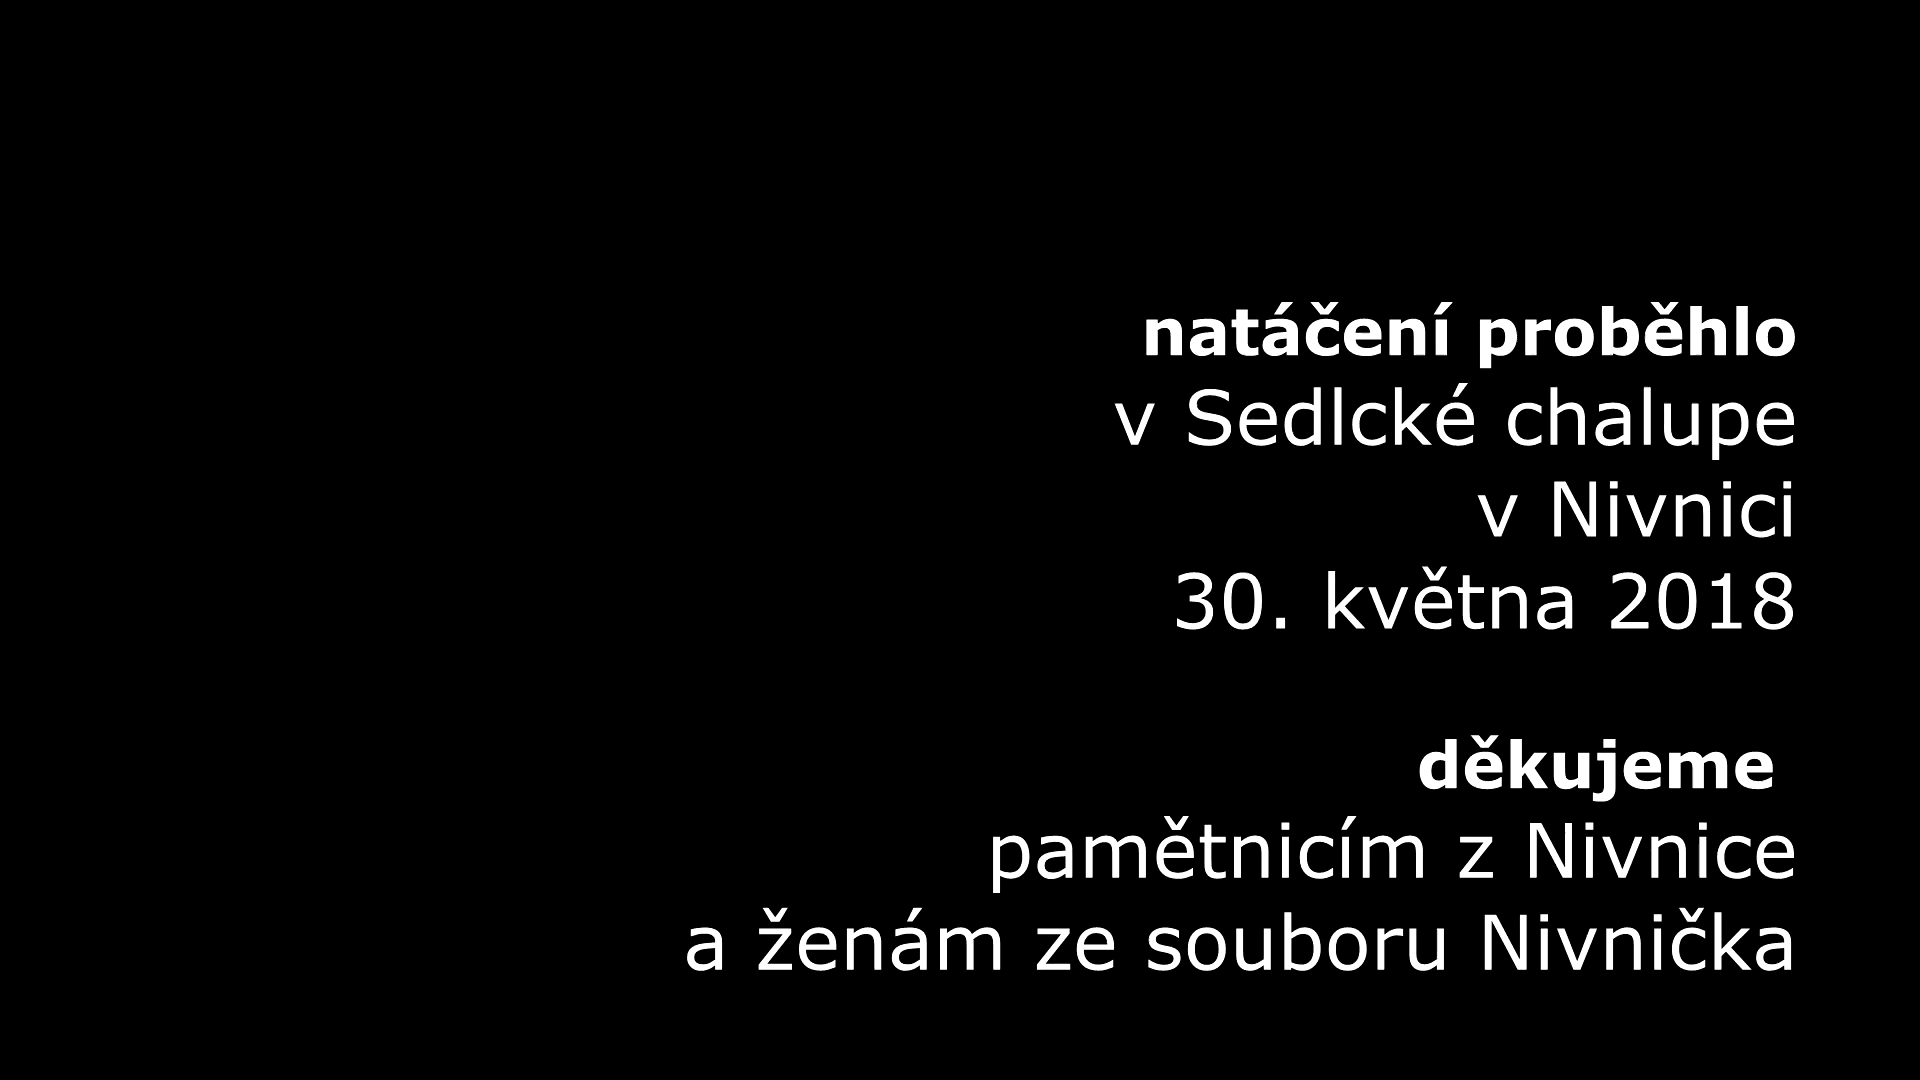 natáčení proběhlo
v Sedlcké chalupe
v Nivnici
30. května 2018
děkujeme
pamětnicím z Nivnice
a ženám ze souboru Nivnička